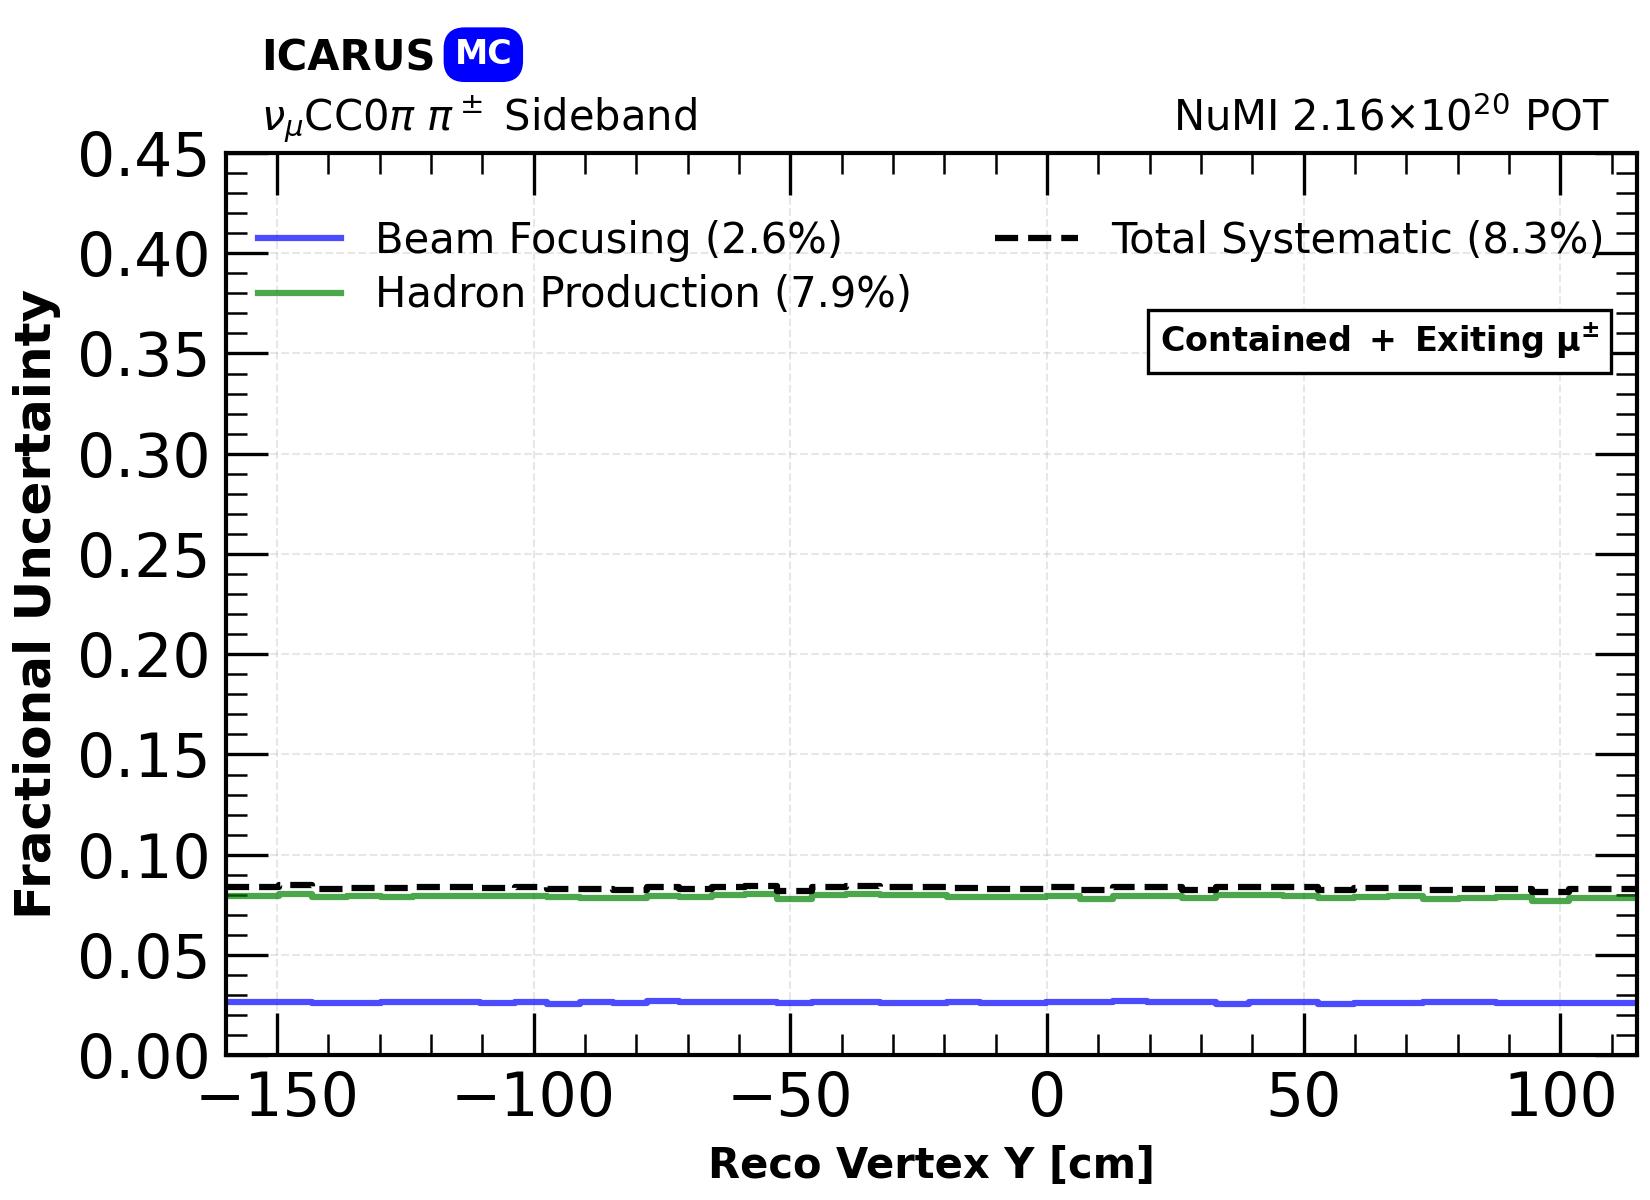 ICARUS MC
νμCC0π π± Sideband
NuMI 2.16×10²⁰ POT
Beam Focusing (2.6%)
Hadron Production (7.9%)
Total Systematic (8.3%)
Contained + Exiting μ±
Fractional Uncertainty
0.45
0.40
0.35
0.30
0.25
0.20
0.15
0.10
0.05
0.00
−150 −100 −50 0 50 100
Reco Vertex Y [cm]